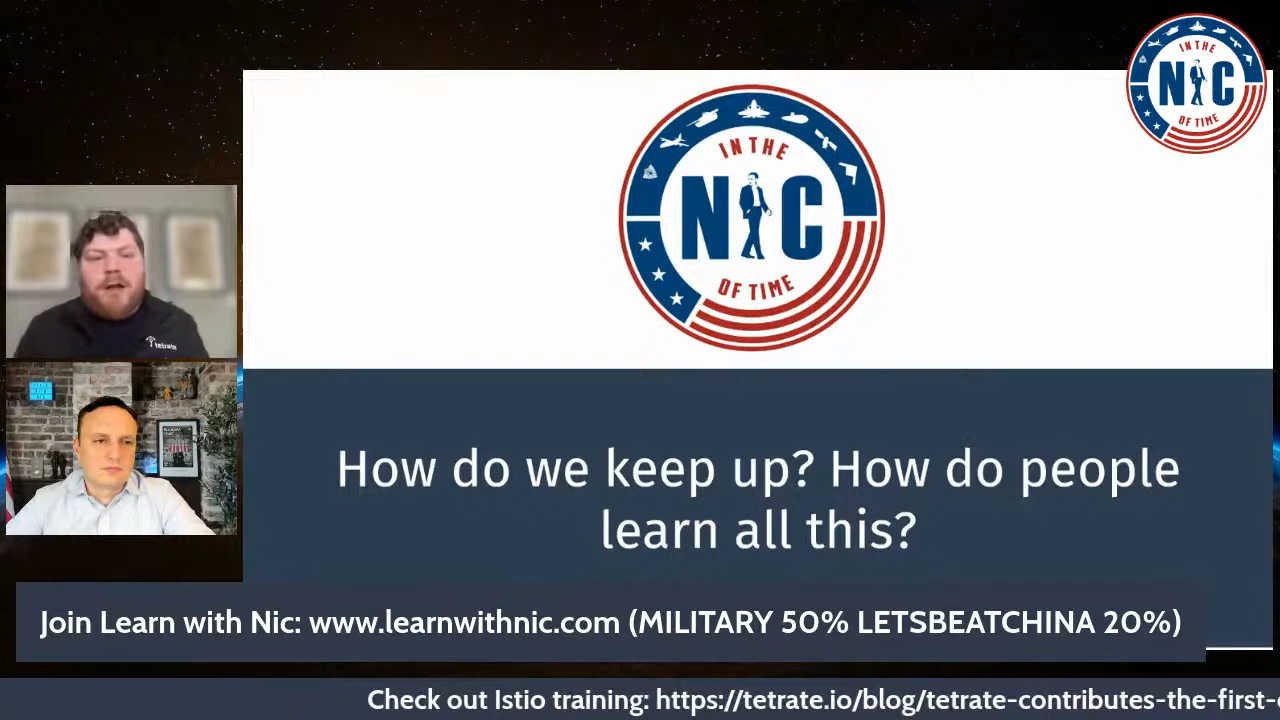 IN THE
NIC
OF TIME
IN THE
NIC
OF TIME
tetrate
How do we keep up? How do people
learn all this?
Join Learn with Nic: www.learnwithnic.com (MILITARY 50% LETSBEATCHINA 20%)
Check out Istio training: https://tetrate.io/blog/tetrate-contributes-the-first-